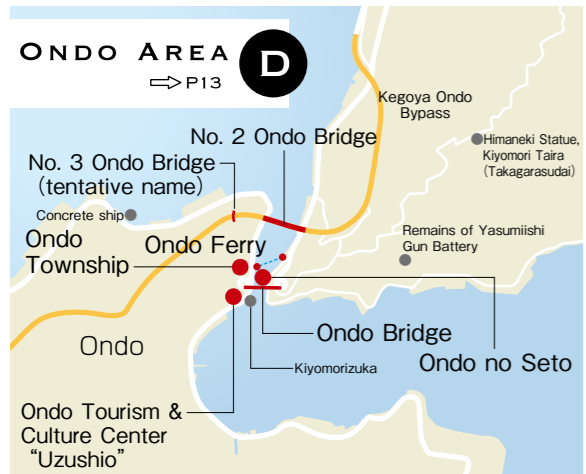 ONDO AREA
⇨P13
D
Kegoya Ondo
Bypass
No. 2 Ondo Bridge
Himaneki Statue,
Kiyomori Taira
(Takagarasudai)
No. 3 Ondo Bridge
(tentative name)
Concrete ship
Ondo
Township
Ondo Ferry
Remains of Yasumiishi
Gun Battery
Ondo
Ondo Bridge
Ondo no Seto
Kiyomorizuka
Ondo Tourism &
Culture Center
“Uzushio”